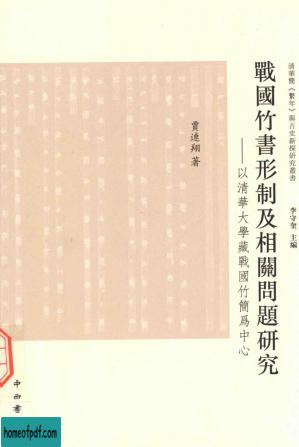 清華簡《繫年》與古史新探研究叢書
李守奎 主編
戰國竹書形制及相關問題研究
——以清華大學藏戰國竹簡爲中心
賈連翔 著
中西書
homeofpdf.com